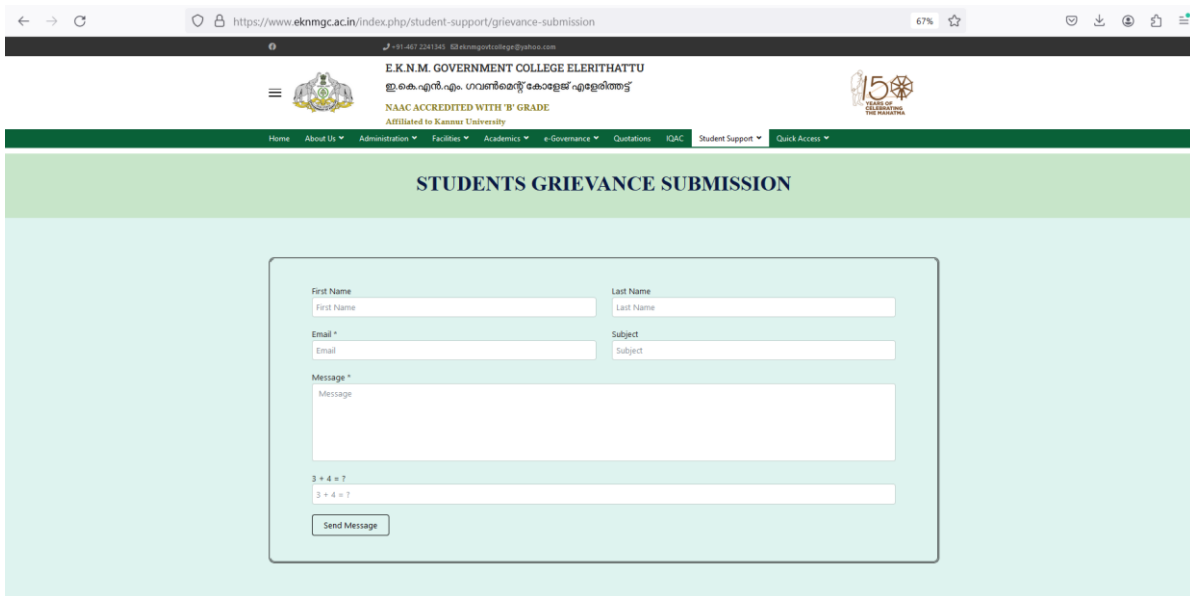 https://www.eknmgc.ac.in/index.php/student-support/grievance-submission 67%
+91-467 2241345 eknmgovtcollege@yahoo.com
E.K.N.M. GOVERNMENT COLLEGE ELERITHATTU
ഇ.കെ.എൻ.എം. ഗവൺമെന്റ് കോളേജ് എളേരിത്തട്ട്
NAAC ACCREDITED WITH 'B' GRADE
Affiliated to Kannur University
150
YEARS OF
CELEBRATING
THE MAHATMA
Home About Us Administration Facilities Academics e-Governance Quotations IQAC Student Support Quick Access
STUDENTS GRIEVANCE SUBMISSION
First Name Last Name
First Name Last Name
Email * Subject
Email Subject
Message *
Message
3 + 4 = ?
3 + 4 = ?
Send Message